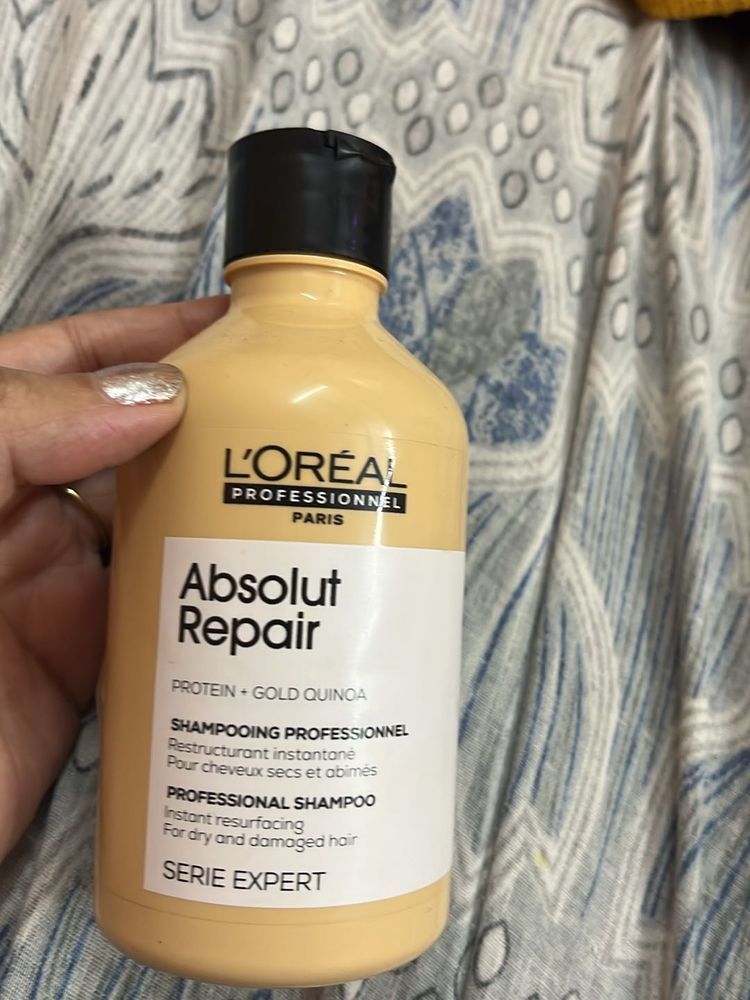 L'ORÉAL
PROFESSIONNEL
PARIS
Absolut
Repair
PROTEIN + GOLD QUINOA
SHAMPOOING PROFESSIONNEL
Restructurant instantané
Pour cheveux secs et abimés
PROFESSIONAL SHAMPOO
Instant resurfacing
For dry and damaged hair
SERIE EXPERT